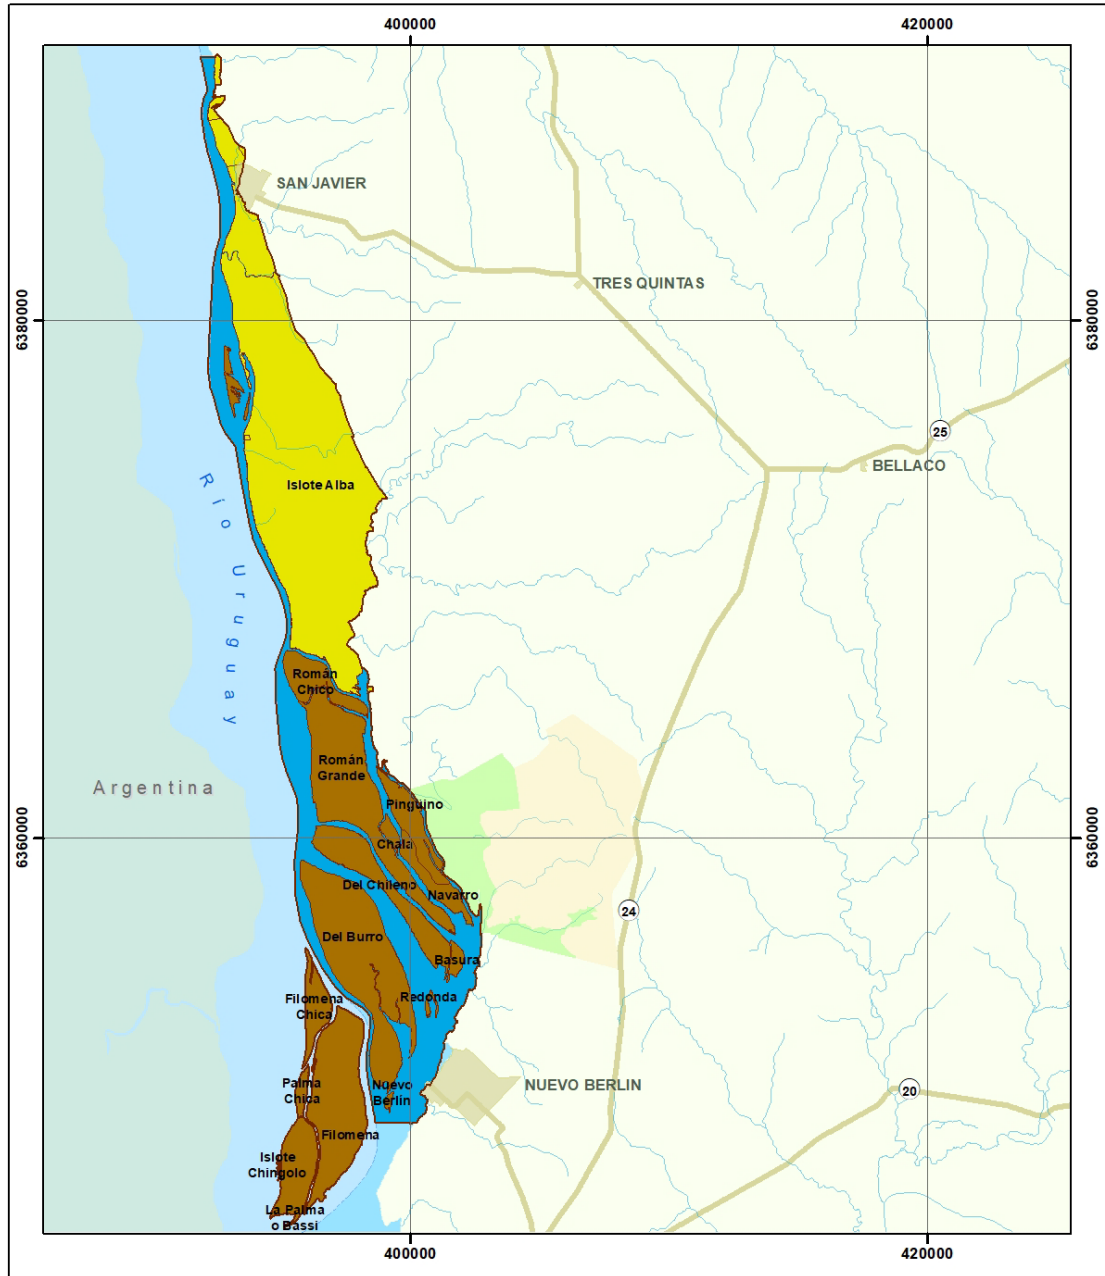 400000
420000
SAN JAVIER
TRES QUINTAS
6380000
6380000
25
BELLACO
Islote Alba
Río Uruguay
Román
Chico
Román
Grande
Argentina
Pingüino
6360000
6360000
Chala
Del Chileno
Navarro
24
Del Burro
Basura
Redonda
Filomena
Chica
Palma
Chica
Nuevo
Berlín
NUEVO BERLIN
20
Filomena
Islote
Chingolo
La Palma
o Bassi
400000
420000